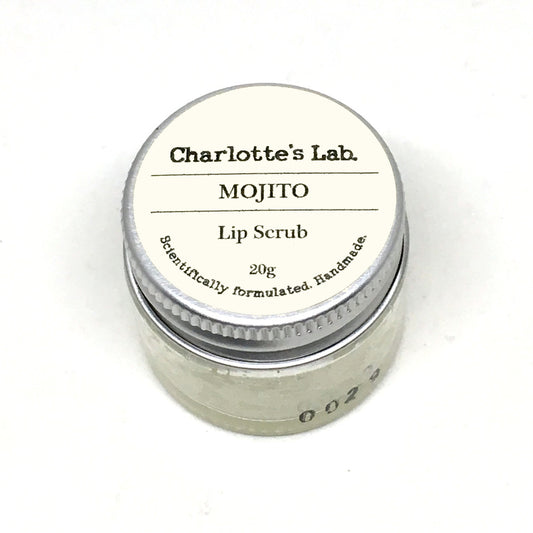 Charlotte's Lab.
MOJITO
Lip Scrub
20g
Scientifically formulated. Handmade.
002